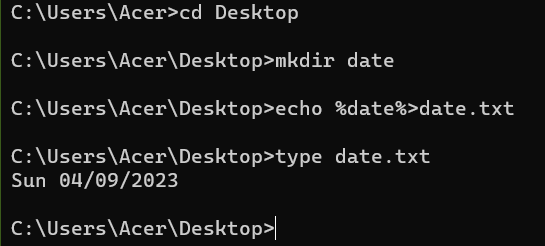 C:\Users\Acer>cd Desktop
C:\Users\Acer\Desktop>mkdir date
C:\Users\Acer\Desktop>echo %date%>date.txt
C:\Users\Acer\Desktop>type date.txt
Sun 04/09/2023
C:\Users\Acer\Desktop>